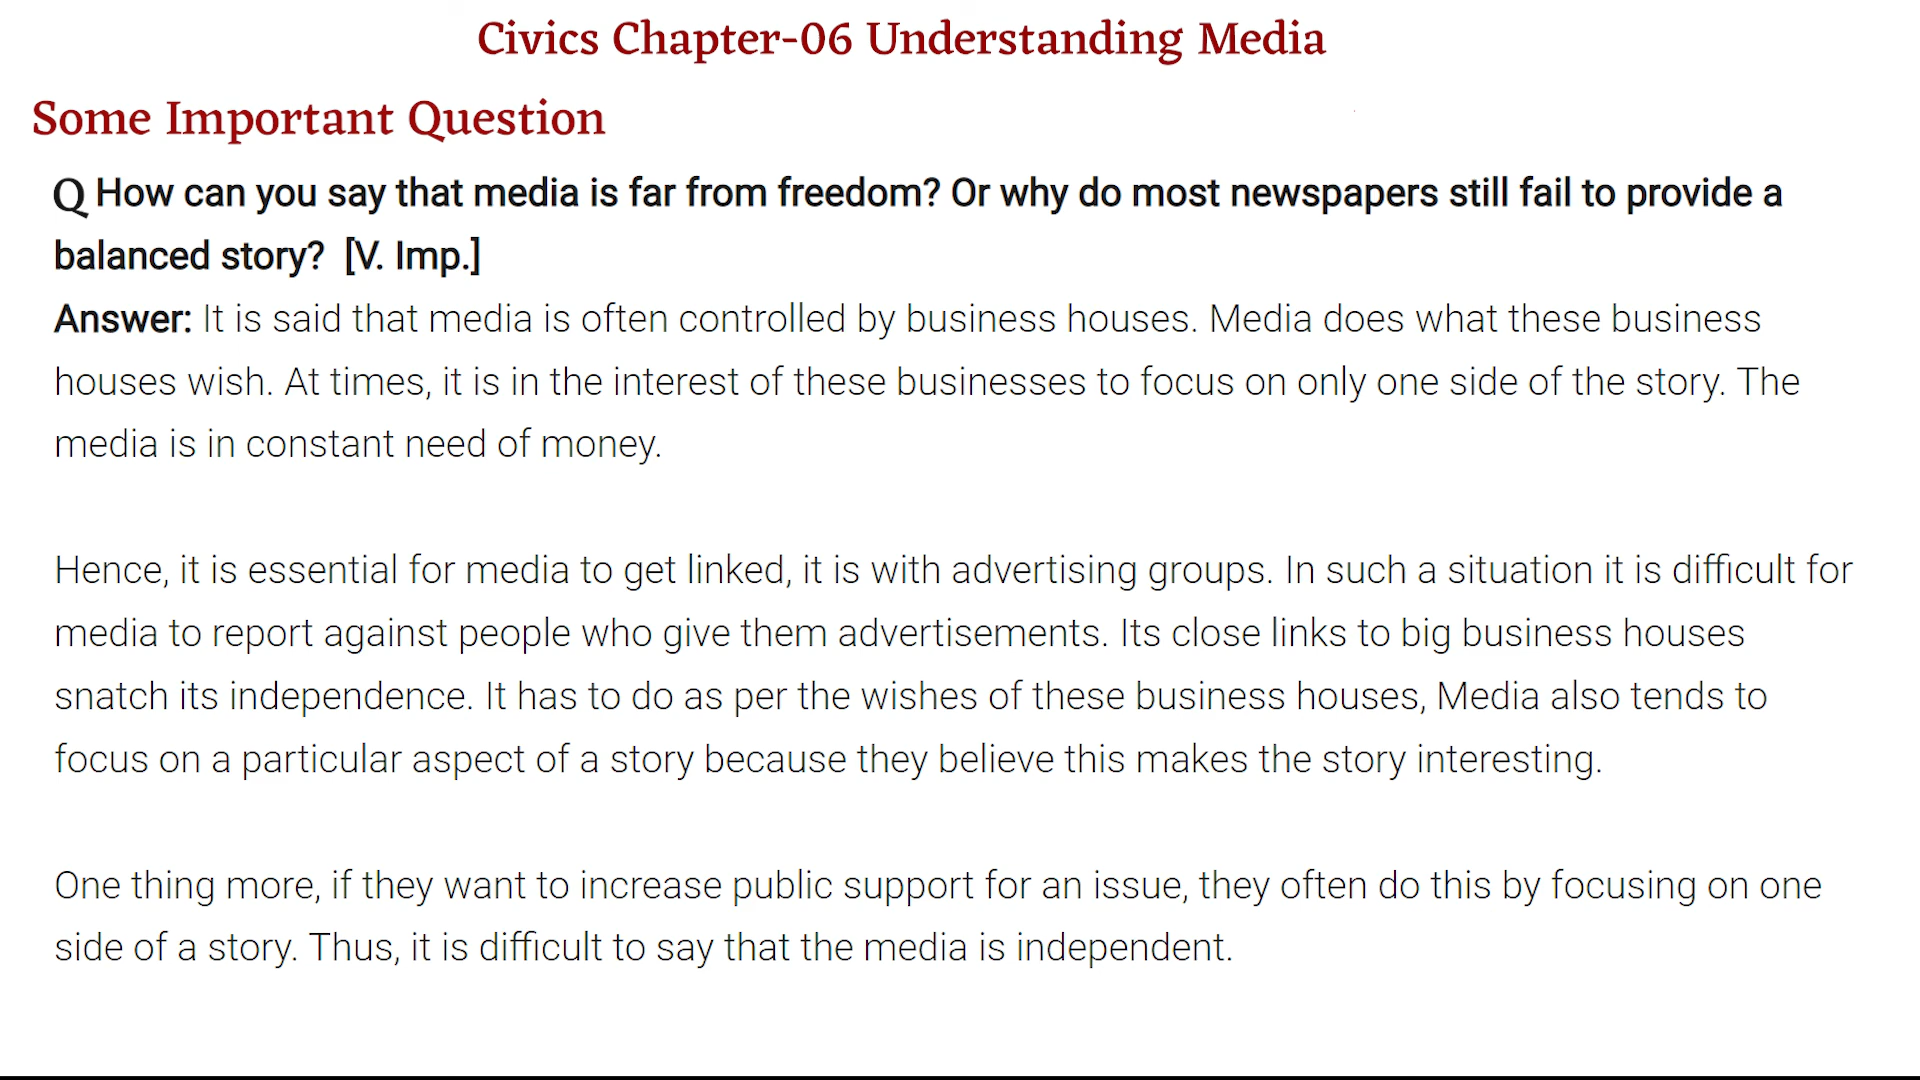 Civics Chapter-06 Understanding Media
Some Important Question
Q How can you say that media is far from freedom? Or why do most newspapers still fail to provide a
balanced story? [V. Imp.]
Answer: It is said that media is often controlled by business houses. Media does what these business
houses wish. At times, it is in the interest of these businesses to focus on only one side of the story. The
media is in constant need of money.
Hence, it is essential for media to get linked, it is with advertising groups. In such a situation it is difficult for
media to report against people who give them advertisements. Its close links to big business houses
snatch its independence. It has to do as per the wishes of these business houses, Media also tends to
focus on a particular aspect of a story because they believe this makes the story interesting.
One thing more, if they want to increase public support for an issue, they often do this by focusing on one
side of a story. Thus, it is difficult to say that the media is independent.